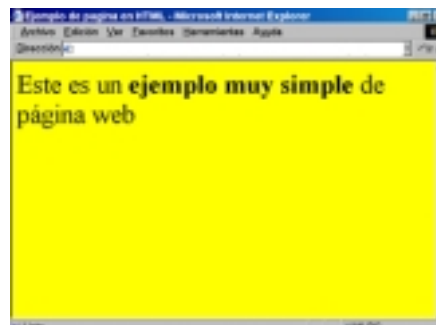 Ejemplo de pagina en HTML - Microsoft Internet Explorer
Archivo Edición Ver Favoritos Herramientas Ayuda
Dirección
Este es un ejemplo muy simple de
página web